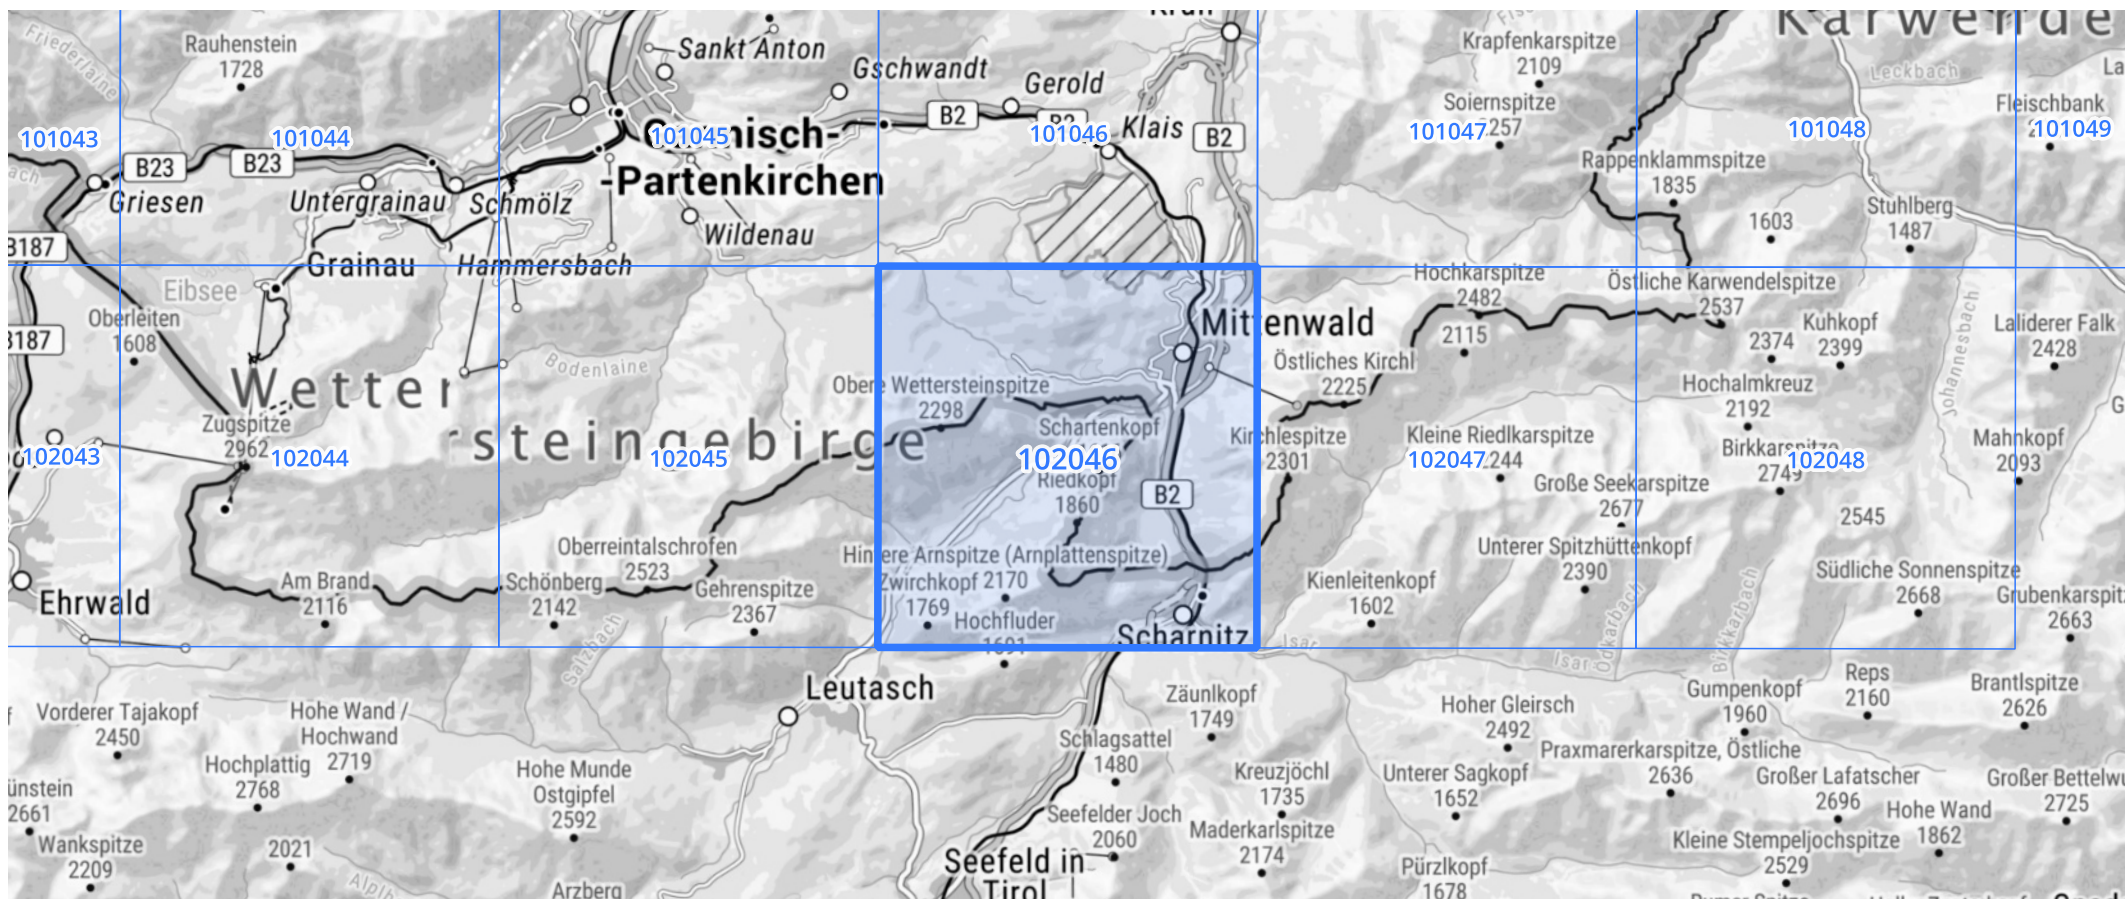 Friederlaine
Rauhenstein
1728
Sankt Anton
Gschwandt
Gerold
Krapfenkarspitze
2109
Karwende
Leckbach
Soiernspitze
Fleischbank
101043
101044
101045
101046
101047
101048
101049
B23
B23
B2
B2
Klais
B2
-Partenkirchen
Rappenklammspitze
1835
Griesen
Untergrainau
Schmölz
Wildenau
1603
Stuhlberg
1487
B187
Grainau
Hammersbach
Eibsee
Hochkarspitze
2482
Östliche Karwendelspitze
2537
Oberleiten
1608
B187
Mittenwald
2115
2374
Kuhkopf
2399
Laliderer Falk
2428
Johannesbach
Bodenlaine
Östliches Kirchl
2225
Wetter
rsteingebirge
Obere Wettersteinspitze
2298
Hochalmkreuz
2192
Zugspitze
2962
Schartenkopf
Kirchlespitze
2301
Kleine Riedlkarspitze
Birkkarspitze
2749
Mahnkopf
2093
102043
102044
102045
102046
102047
102048
Riedkopf
1860
B2
Große Seekarspitze
2677
2545
Oberreintalschrofen
2523
Hintere Arnspitze (Arnplattenspitze)
2170
Unterer Spitzhüttenkopf
2390
Am Brand
2116
Schönberg
2142
Gehrenspitze
2367
Zwirchkopf
1769
Kienleitenkopf
1602
Südliche Sonnenspitze
2668
Grubenkarspitz
2663
Ehrwald
Hochfluder
1691
Scharnitz
Salzbach
Isar
Isar
Ödkarbach
Birkkarbach
Leutasch
Vorderer Tajakopf
2450
Hohe Wand /
Hochwand
2719
Zäunlkopf
1749
Hoher Gleirsch
2492
Gumpenkopf
1960
Reps
2160
Brantlspitze
2626
Hochplattig
2768
Hohe Munde
Ostgipfel
2592
Schlagsattel
1480
Kreuzjöchl
1735
Unterer Sagkopf
1652
Praxmarerkarspitze, Östliche
2636
Großer Lafatscher
2696
Großer Bettelwu
2725
ünstein
2661
Hohe Wand
1862
Wankspitze
2209
2021
Seefelder Joch
2060
Maderkarlspitze
2174
Kleine Stempeljochspitze
2529
Seefeld in
Tirol
Pürzlkopf
1678
Arzberg